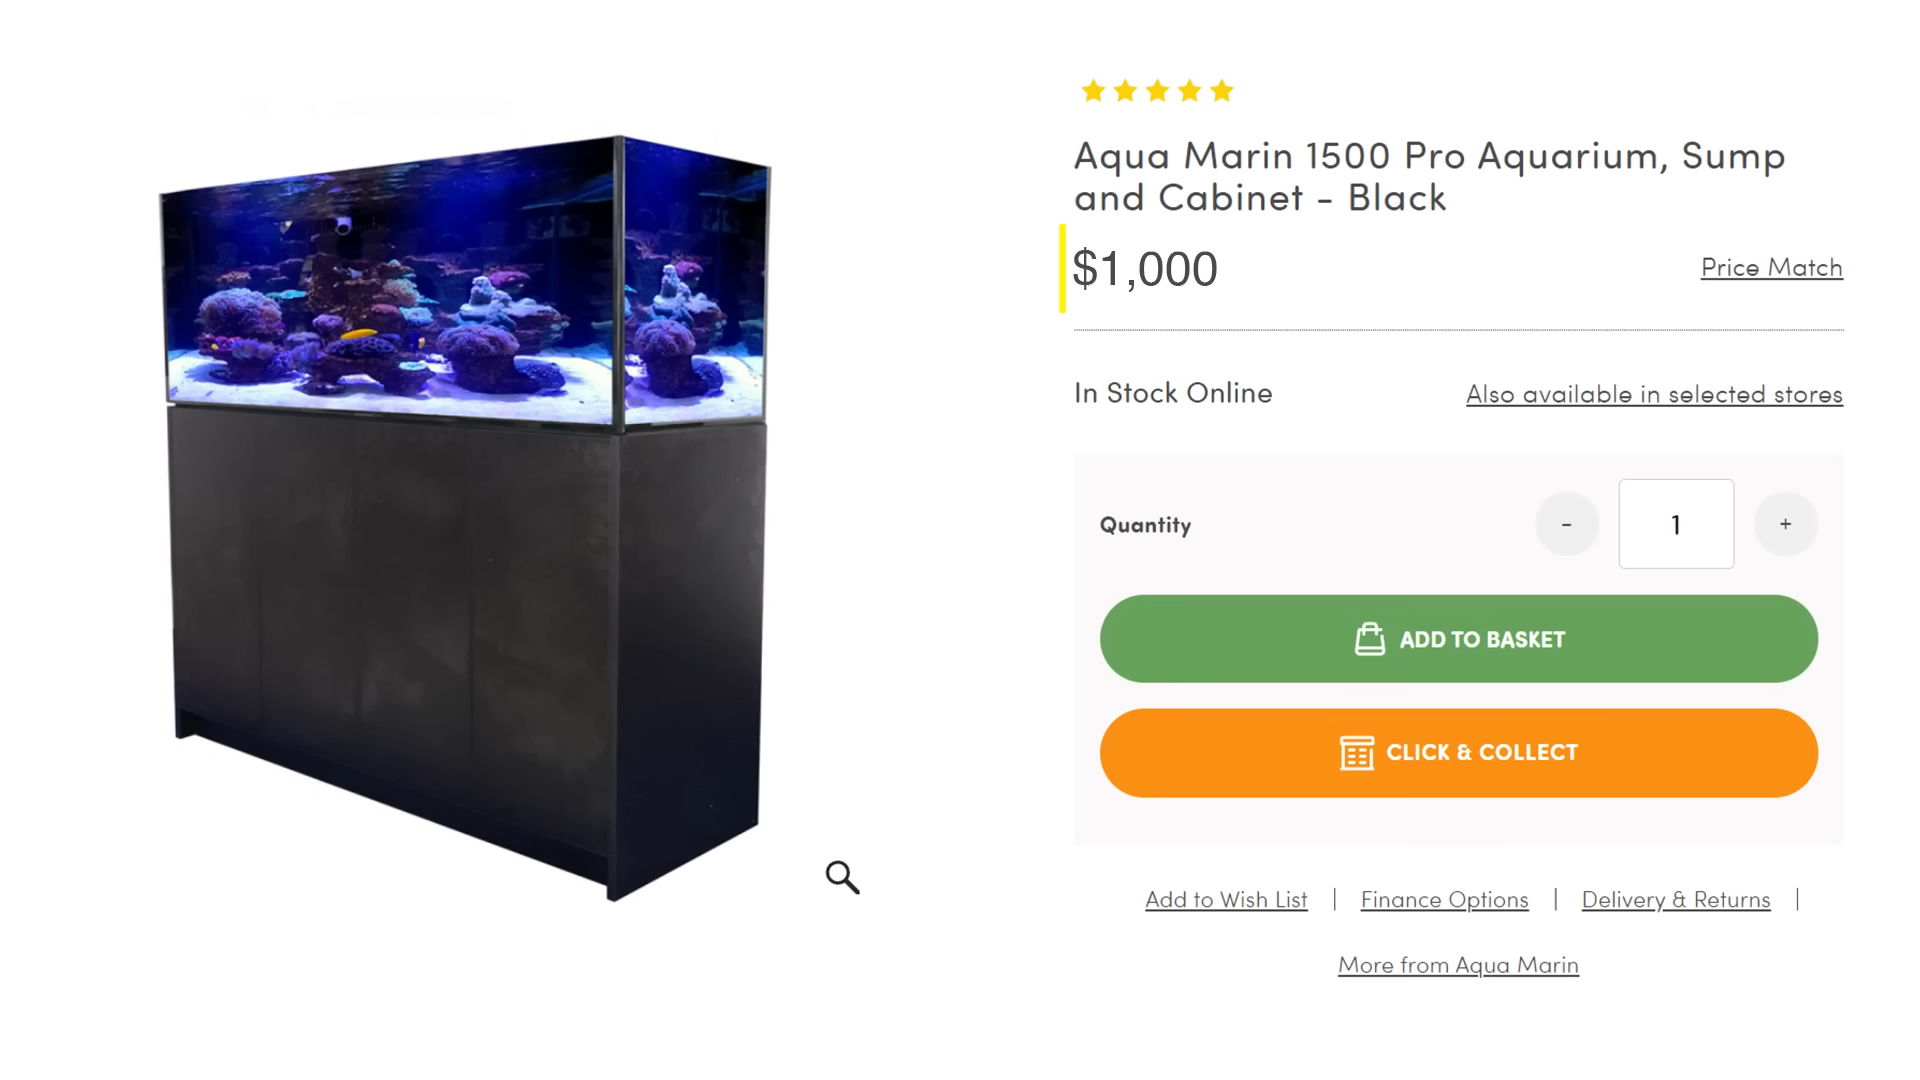 Aqua Marin 1500 Pro Aquarium, Sump
and Cabinet - Black
$1,000
Price Match
In Stock Online
Also available in selected stores
Quantity
-
1
+
ADD TO BASKET
CLICK & COLLECT
Add to Wish List | Finance Options | Delivery & Returns |
More from Aqua Marin